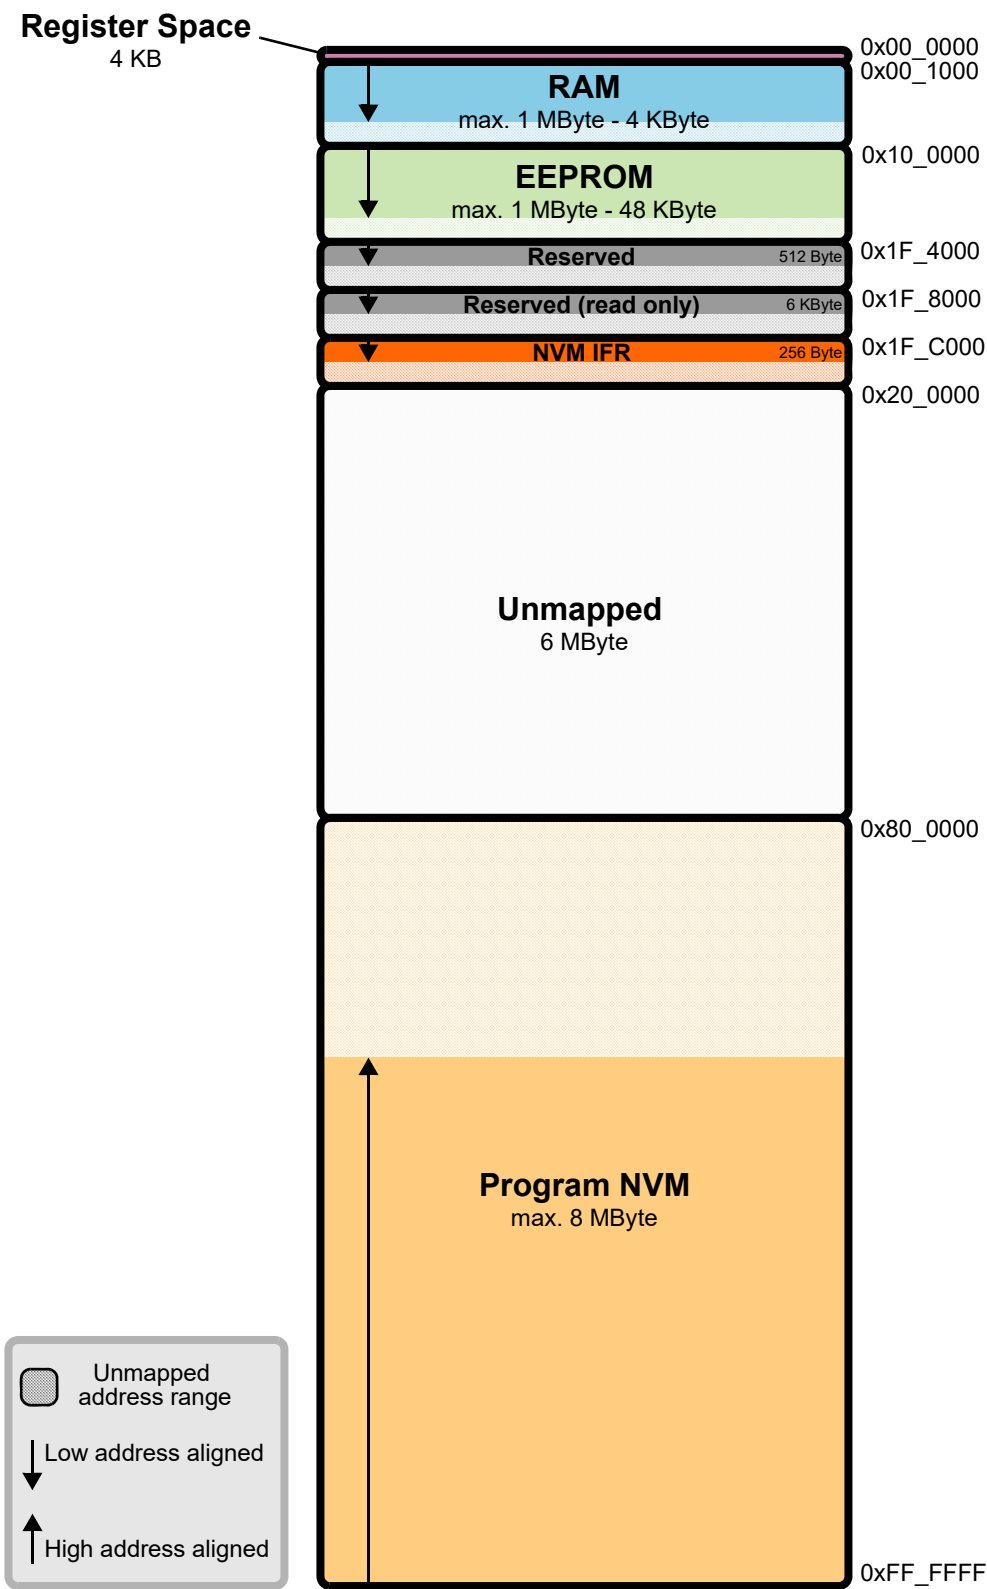 Register Space
4 KB
0x00_0000
0x00_1000
RAM
max. 1 MByte - 4 KByte
0x10_0000
EEPROM
max. 1 MByte - 48 KByte
0x1F_4000
Reserved
512 Byte
0x1F_8000
Reserved (read only)
6 KByte
0x1F_C000
NVM IFR
256 Byte
0x20_0000
Unmapped
6 MByte
0x80_0000
Program NVM
max. 8 MByte
Unmapped
address range
Low address aligned
High address aligned
0xFF_FFFF